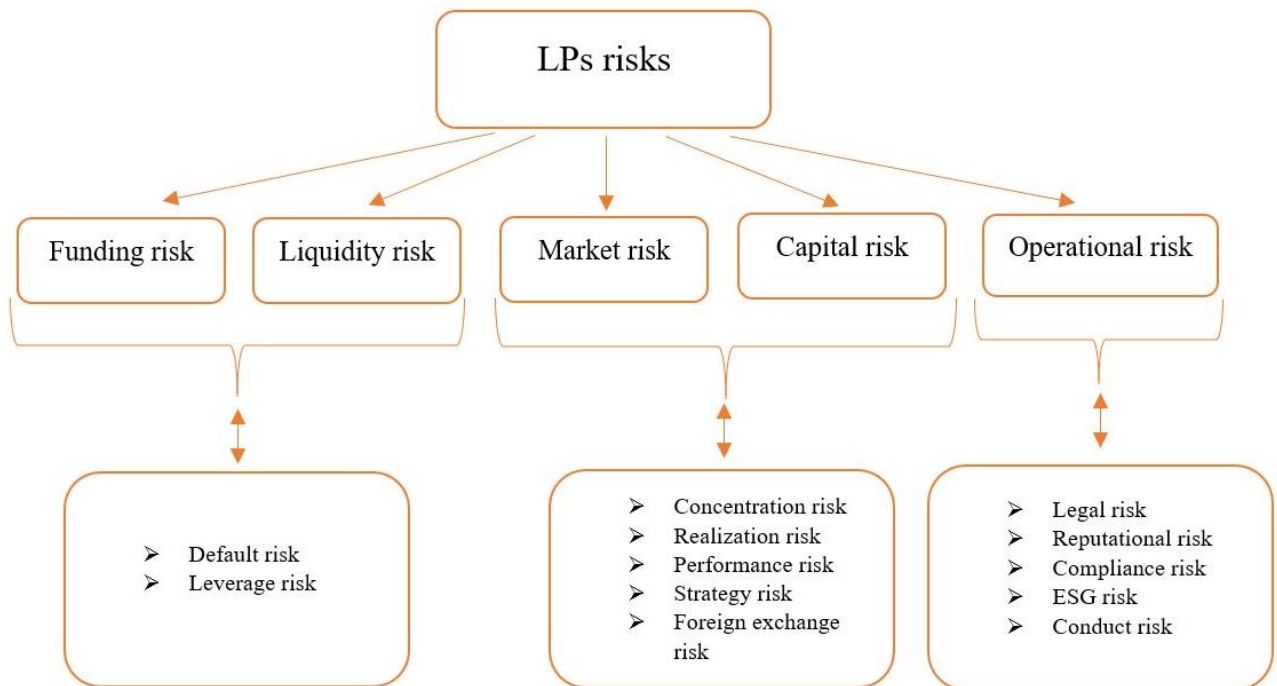 LPs risks
Funding risk
Liquidity risk
Market risk
Capital risk
Operational risk
➢ Default risk
➢ Leverage risk
➢ Concentration risk
➢ Realization risk
➢ Performance risk
➢ Strategy risk
➢ Foreign exchange
risk
➢ Legal risk
➢ Reputational risk
➢ Compliance risk
➢ ESG risk
➢ Conduct risk